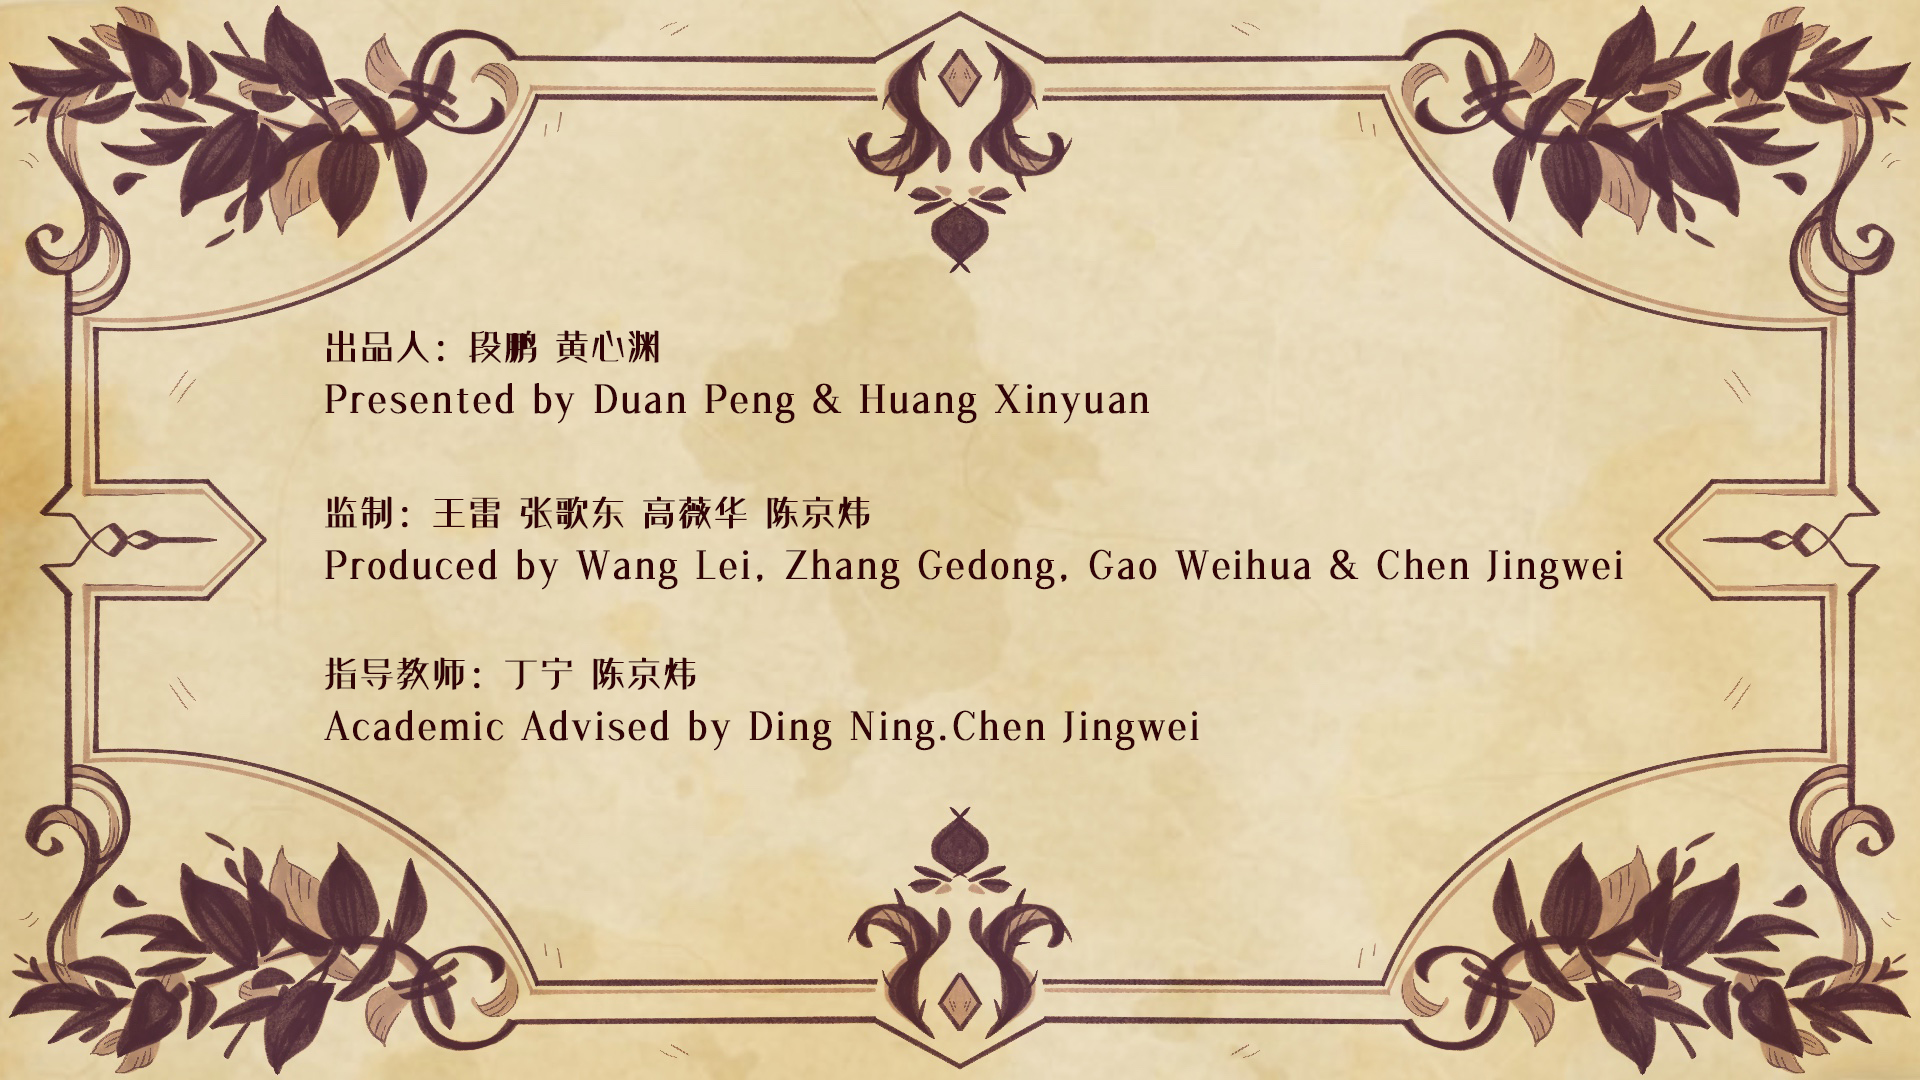 出品人：段鹏 黄心渊
Presented by Duan Peng & Huang Xinyuan
监制：王雷 张歌东 高薇华 陈京炜
Produced by Wang Lei, Zhang Gedong, Gao Weihua & Chen Jingwei
指导教师：丁宁 陈京炜
Academic Advised by Ding Ning.Chen Jingwei